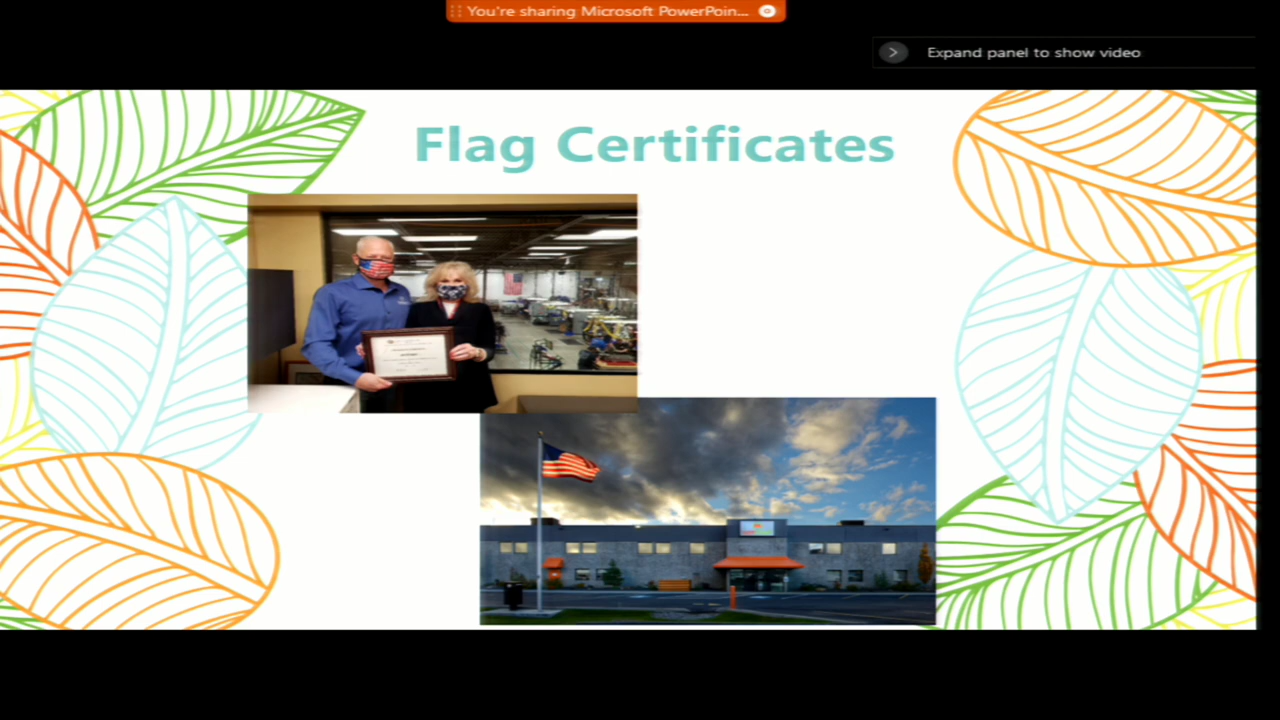 You're sharing Microsoft PowerPoin...
Expand panel to show video
Flag Certificates